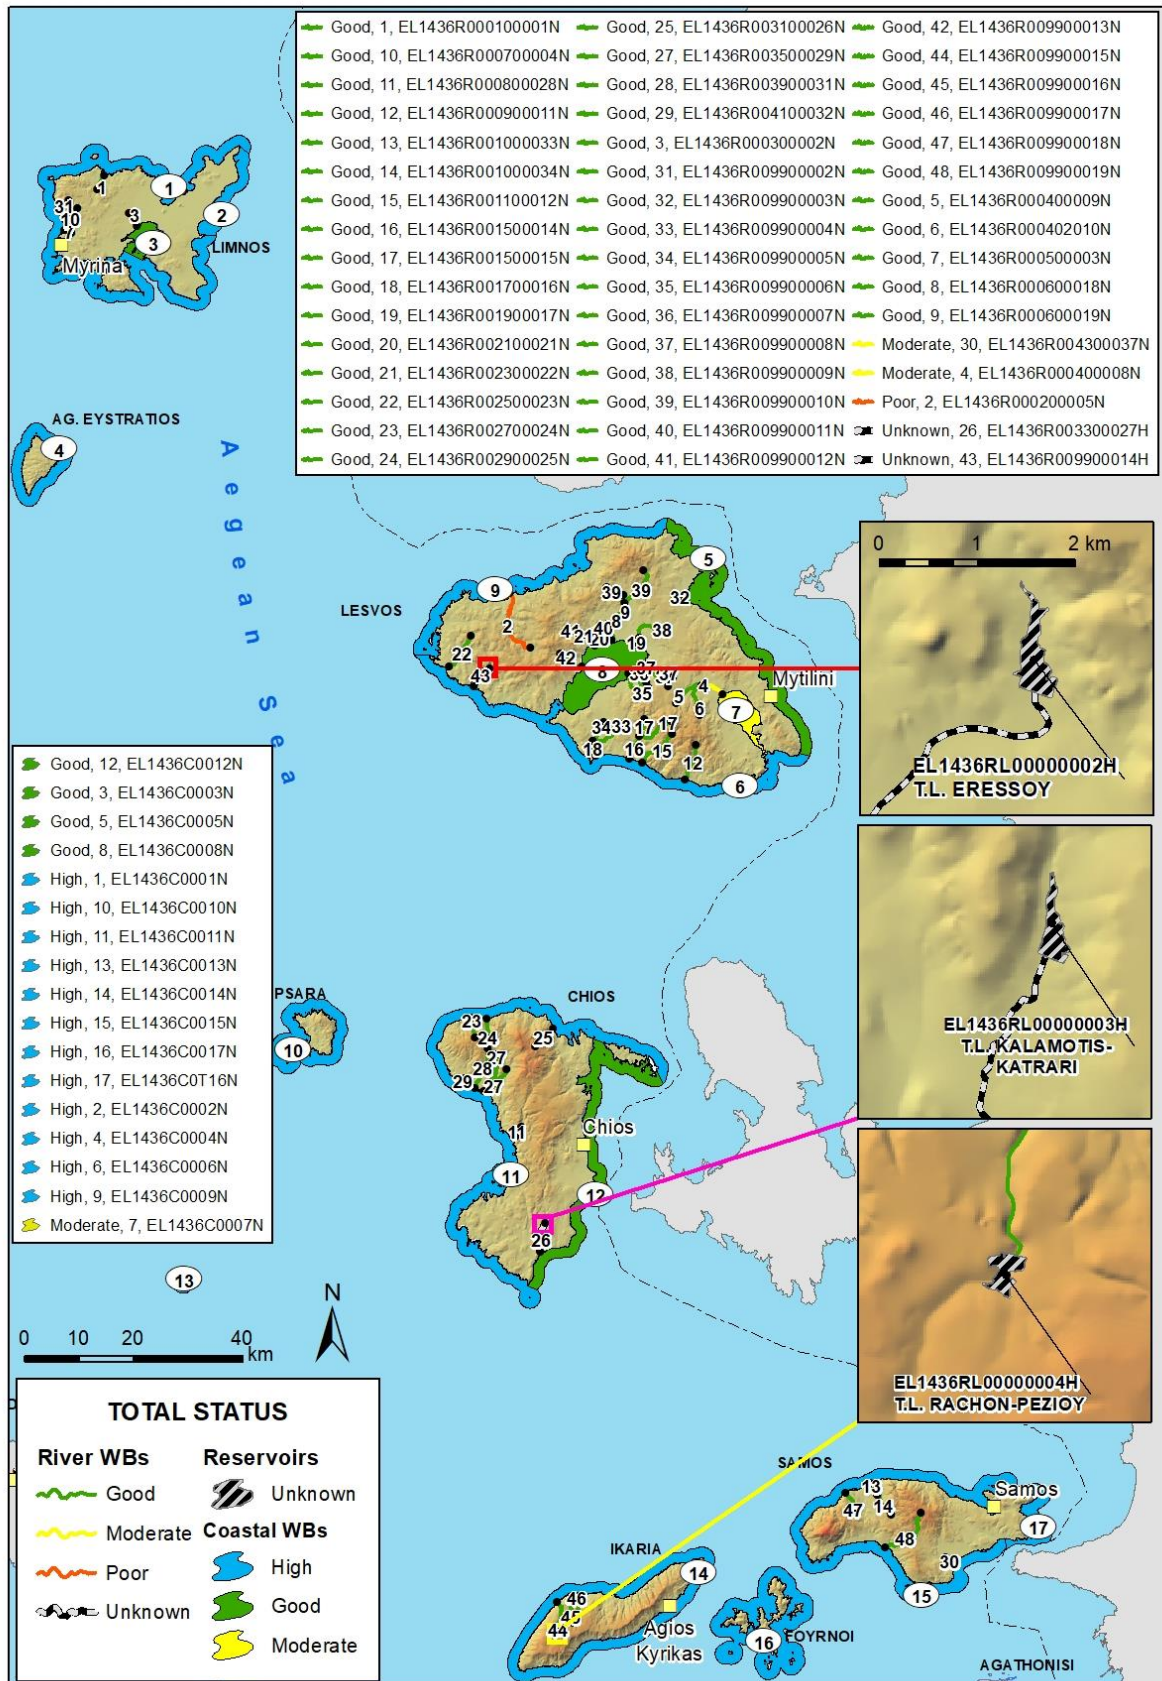 Good, 1, EL1436R000100001N
Good, 10, EL1436R000700004N
Good, 11, EL1436R000800028N
Good, 12, EL1436R000900011N
Good, 13, EL1436R001000033N
Good, 14, EL1436R001000034N
Good, 15, EL1436R001100012N
Good, 16, EL1436R001500014N
Good, 17, EL1436R001500015N
Good, 18, EL1436R001700016N
Good, 19, EL1436R001900017N
Good, 20, EL1436R002100021N
Good, 21, EL1436R002300022N
Good, 22, EL1436R002500023N
Good, 23, EL1436R002700024N
Good, 24, EL1436R002900025N
Good, 25, EL1436R003100026N
Good, 27, EL1436R003500029N
Good, 28, EL1436R003900031N
Good, 29, EL1436R004100032N
Good, 3, EL1436R000300002N
Good, 31, EL1436R009900002N
Good, 32, EL1436R009900003N
Good, 33, EL1436R009900004N
Good, 34, EL1436R009900005N
Good, 35, EL1436R009900006N
Good, 36, EL1436R009900007N
Good, 37, EL1436R009900008N
Good, 38, EL1436R009900009N
Good, 39, EL1436R009900010N
Good, 40, EL1436R009900011N
Good, 41, EL1436R009900012N
Good, 42, EL1436R009900013N
Good, 44, EL1436R009900015N
Good, 45, EL1436R009900016N
Good, 46, EL1436R009900017N
Good, 47, EL1436R009900018N
Good, 48, EL1436R009900019N
Good, 5, EL1436R000400009N
Good, 6, EL1436R000402010N
Good, 7, EL1436R000500003N
Good, 8, EL1436R000600018N
Good, 9, EL1436R000600019N
Moderate, 30, EL1436R004300037N
Moderate, 4, EL1436R000400008N
Poor, 2, EL1436R000200005N
Unknown, 26, EL1436R003300027H
Unknown, 43, EL1436R009900014H
1
1
2
31
10
3
3
LIMNOS
Myrina
AG. EYSTRATIOS
4
Aegean Sea
LESVOS
9
5
39
39
32
9
8
2
40
41
21
20
19
38
22
42
8
43
37
35
5
4
6
7
Mytilini
34
33
17
17
18
16
15
12
6
0 1 2 km
EL1436RL00000002H
T.L. ERESSOY
EL1436RL00000003H
T.L. KALAMOTIS-
KATRARI
EL1436RL00000004H
T.L. RACHON-PEZIOY
Good, 12, EL1436C0012N
Good, 3, EL1436C0003N
Good, 5, EL1436C0005N
Good, 8, EL1436C0008N
High, 1, EL1436C0001N
High, 10, EL1436C0010N
High, 11, EL1436C0011N
High, 13, EL1436C0013N
High, 14, EL1436C0014N
High, 15, EL1436C0015N
High, 16, EL1436C0017N
High, 17, EL1436C0T16N
High, 2, EL1436C0002N
High, 4, EL1436C0004N
High, 6, EL1436C0006N
High, 9, EL1436C0009N
Moderate, 7, EL1436C0007N
PSARA
10
CHIOS
23
24
25
27
28
29
27
11
Chios
11
12
26
13
N
0 10 20 40
km
TOTAL STATUS
River WBs
Good
Moderate
Poor
Unknown
Reservoirs
Unknown
Coastal WBs
High
Good
Moderate
SAMOS
13
47
14
Samos
17
48
30
15
IKARIA
14
46
45
44
Agios
Kyrikas
16
FOYRNOI
AGATHONISI